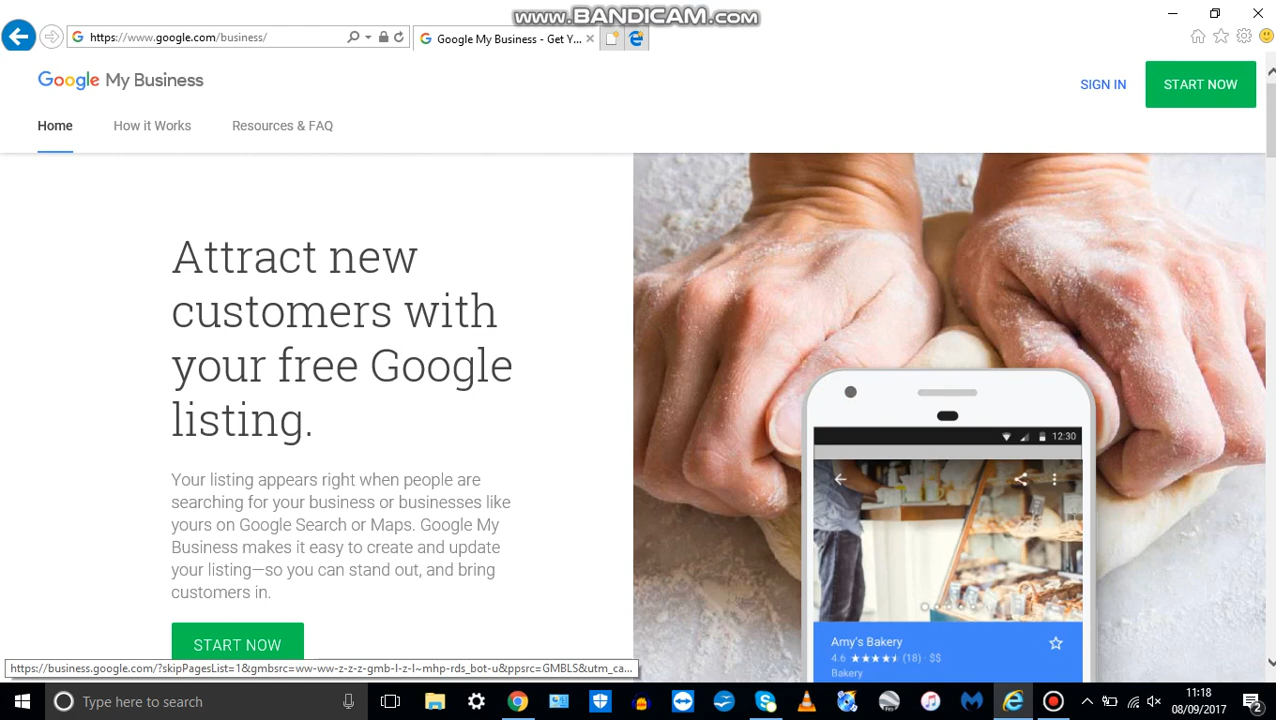 www.BANDICAM.com
https://www.google.com/business/
Google My Business - Get Y...
Google My Business
SIGN IN
START NOW
Home
How it Works
Resources & FAQ
Attract new
customers with
your free Google
listing.
Your listing appears right when people are
searching for your business or businesses like
yours on Google Search or Maps. Google My
Business makes it easy to create and update
your listing—so you can stand out, and bring
customers in.
START NOW
12:30
Amy's Bakery
4.6 ★★★★★ (18) · $$
Bakery
https://business.google.com/?skipPagesList=1&gmbsrc=ww-ww-z-z-z-gmb-l-z-l~mhp-rds_bot-u&ppsrc=GMBLS&utm_ca...
Type here to search
11:18
08/09/2017
2